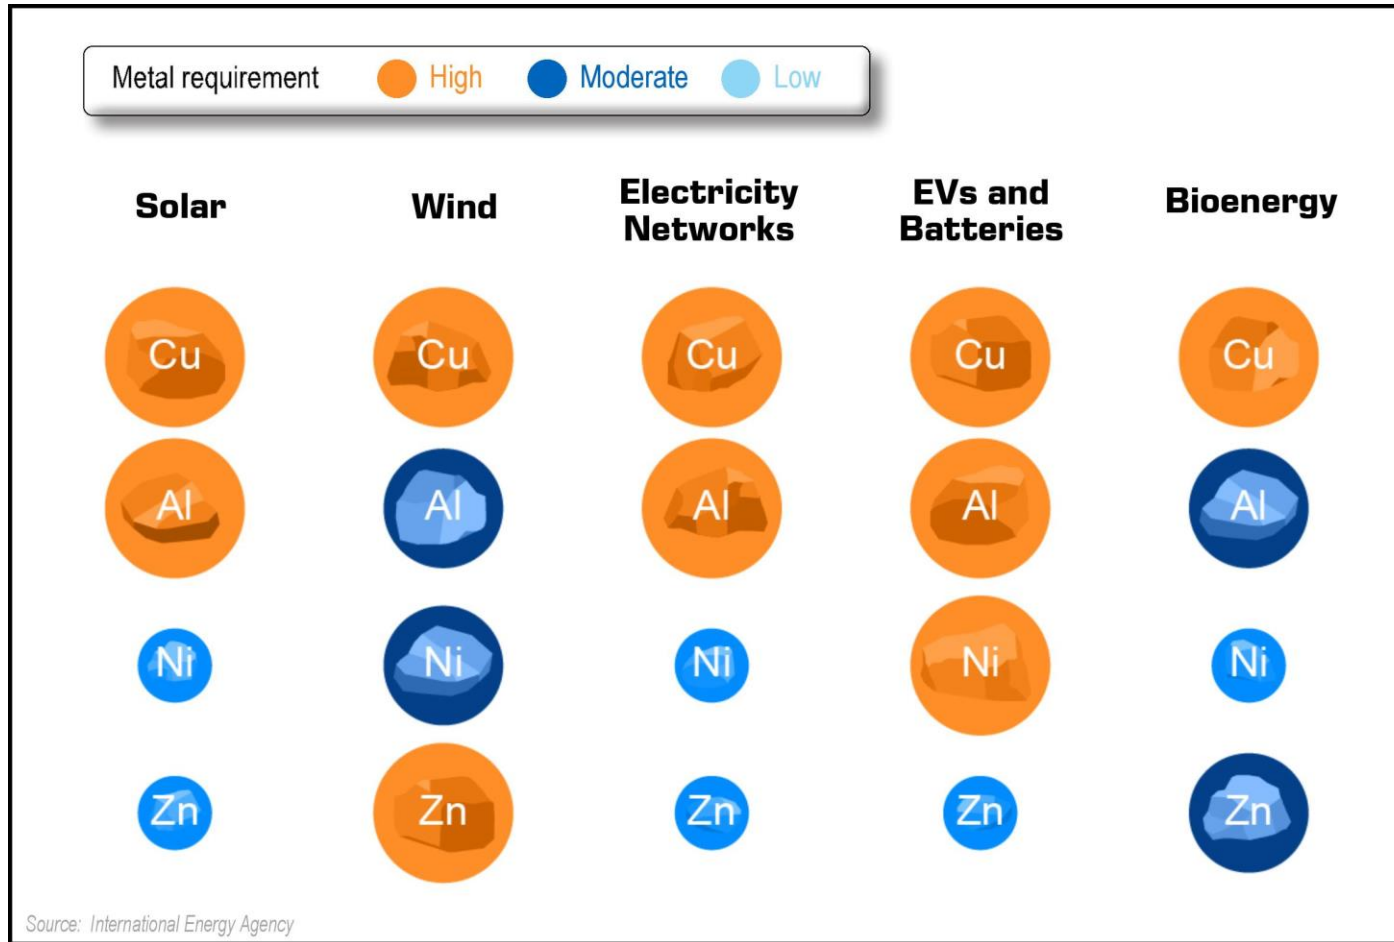 Metal requirement High Moderate Low
Solar Wind Electricity Networks EVs and Batteries Bioenergy
Cu Cu Cu Cu Cu
Al Al Al Al Al
Ni Ni Ni Ni Ni
Zn Zn Zn Zn Zn
Source: International Energy Agency